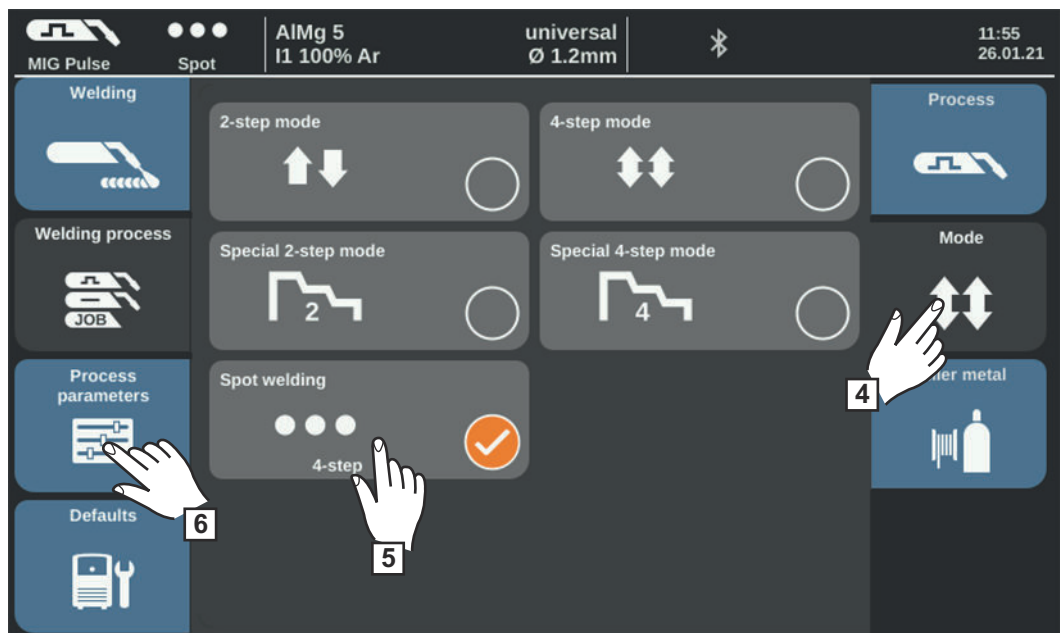 MIG Pulse
Spot
AlMg 5
I1 100% Ar
universal
Ø 1.2mm
11:55
26.01.21
Welding
Welding process
JOB
Process
parameters
6
Defaults
2-step mode
4-step mode
Special 2-step mode
2
Special 4-step mode
4
Spot welding
4-step
5
Process
Mode
4
metal